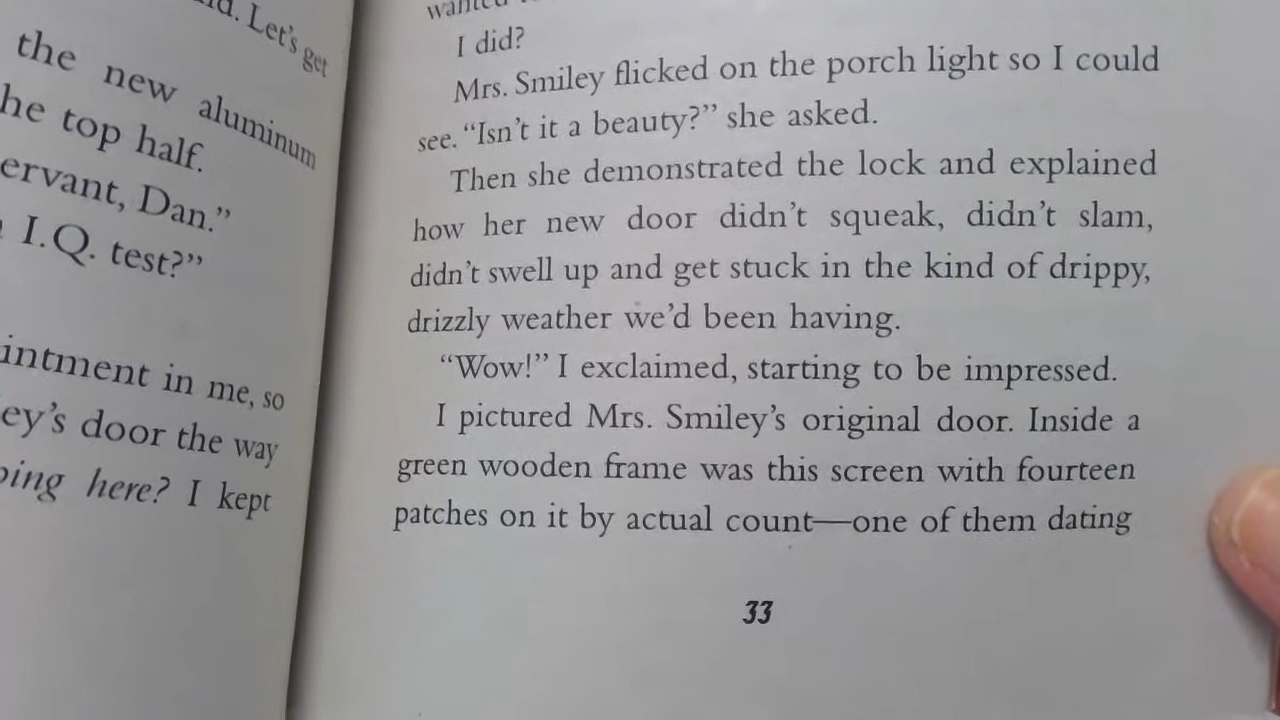 Let's get
the new aluminum
he top half.
ervant, Dan.”
I.Q. test?”
intment in me, so
ey’s door the way
ing here? I kept
wanted
I did?
Mrs. Smiley flicked on the porch light so I could
see. “Isn’t it a beauty?” she asked.
Then she demonstrated the lock and explained
how her new door didn’t squeak, didn’t slam,
didn’t swell up and get stuck in the kind of drippy,
drizzly weather we’d been having.
“Wow!” I exclaimed, starting to be impressed.
I pictured Mrs. Smiley’s original door. Inside a
green wooden frame was this screen with fourteen
patches on it by actual count—one of them dating
33